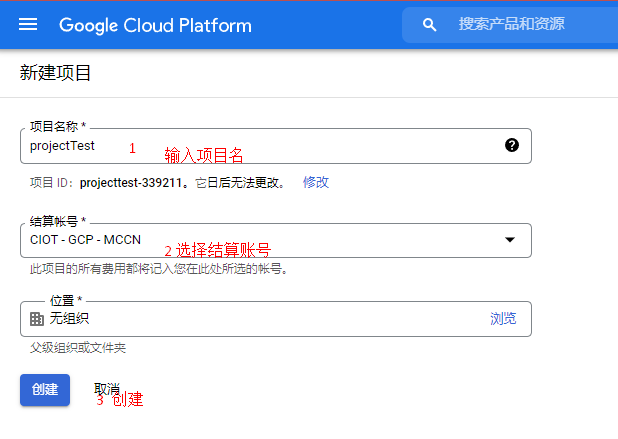 Google Cloud Platform
搜索产品和资源
新建项目
项目名称 *
projectTest
1 输入项目名
项目 ID：projecttest-339211。它日后无法更改。 修改
结算帐号 *
CIOT - GCP - MCCN
2 选择结算账号
此项目的所有费用都将记入您在此处所选的帐号。
位置 *
无组织 浏览
父级组织或文件夹
创建 取消
3 创建